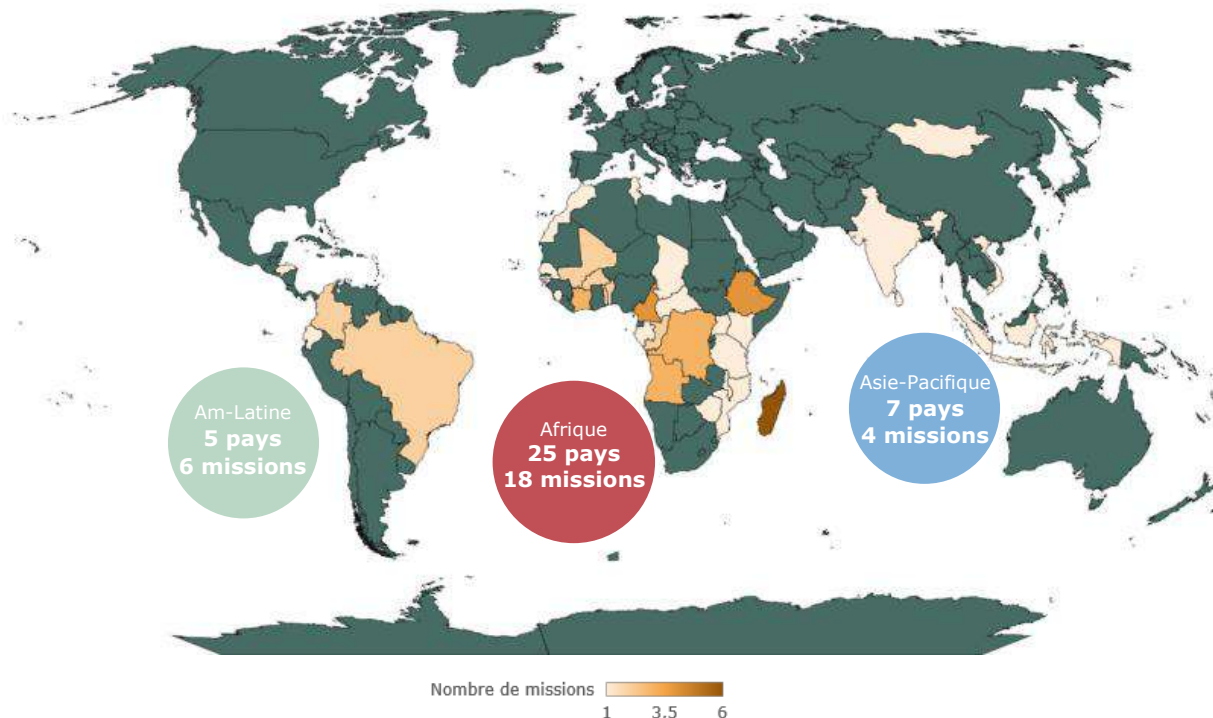 Am-Latine
5 pays
6 missions
Afrique
25 pays
18 missions
Asie-Pacifique
7 pays
4 missions
Nombre de missions
1 3,5 6